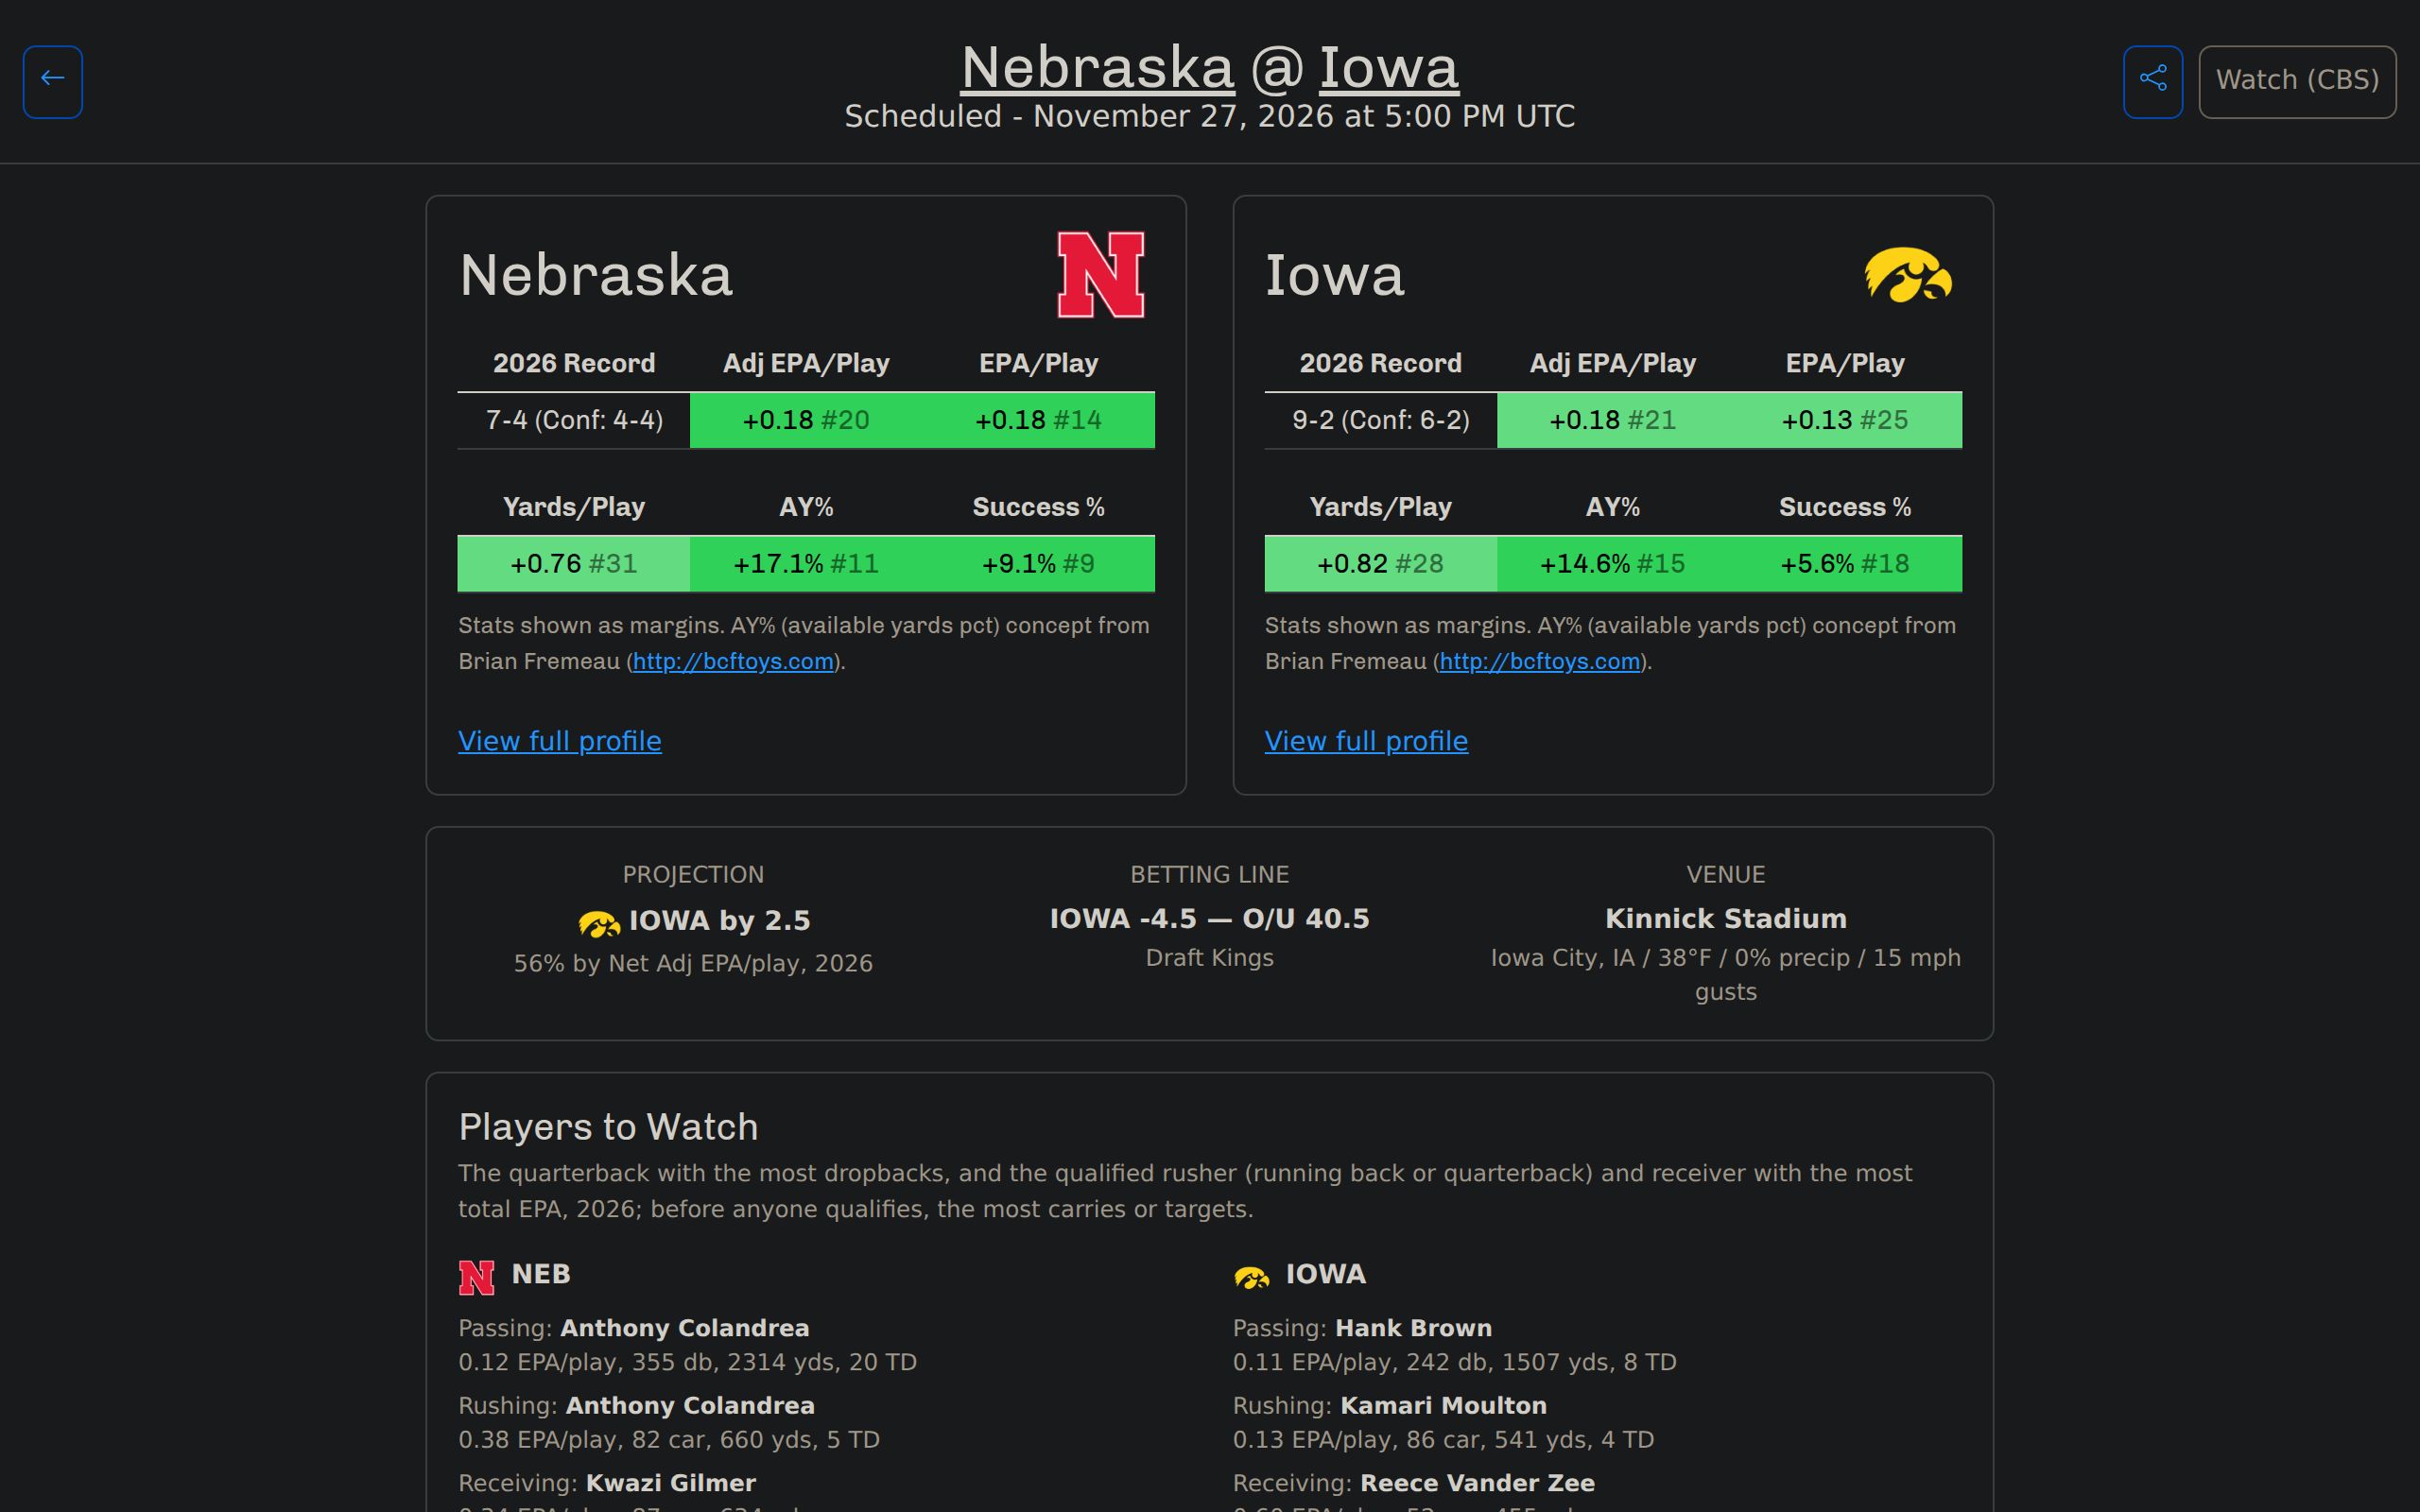 ←
Nebraska @ Iowa
Scheduled - November 27, 2026 at 5:00 PM UTC
Watch (CBS)
Nebraska
2026 Record Adj EPA/Play EPA/Play
7-4 (Conf: 4-4) +0.18 #20 +0.18 #14
Yards/Play AY% Success %
+0.76 #31 +17.1% #11 +9.1% #9
Stats shown as margins. AY% (available yards pct) concept from
Brian Fremeau (http://bcftoys.com).
View full profile
Iowa
2026 Record Adj EPA/Play EPA/Play
9-2 (Conf: 6-2) +0.18 #21 +0.13 #25
Yards/Play AY% Success %
+0.82 #28 +14.6% #15 +5.6% #18
Stats shown as margins. AY% (available yards pct) concept from
Brian Fremeau (http://bcftoys.com).
View full profile
PROJECTION
IOWA by 2.5
56% by Net Adj EPA/play, 2026
BETTING LINE
IOWA -4.5 — O/U 40.5
Draft Kings
VENUE
Kinnick Stadium
Iowa City, IA / 38°F / 0% precip / 15 mph
gusts
Players to Watch
The quarterback with the most dropbacks, and the qualified rusher (running back or quarterback) and receiver with the most
total EPA, 2026; before anyone qualifies, the most carries or targets.
NEB
Passing: Anthony Colandrea
0.12 EPA/play, 355 db, 2314 yds, 20 TD
Rushing: Anthony Colandrea
0.38 EPA/play, 82 car, 660 yds, 5 TD
Receiving: Kwazi Gilmer
IOWA
Passing: Hank Brown
0.11 EPA/play, 242 db, 1507 yds, 8 TD
Rushing: Kamari Moulton
0.13 EPA/play, 86 car, 541 yds, 4 TD
Receiving: Reece Vander Zee